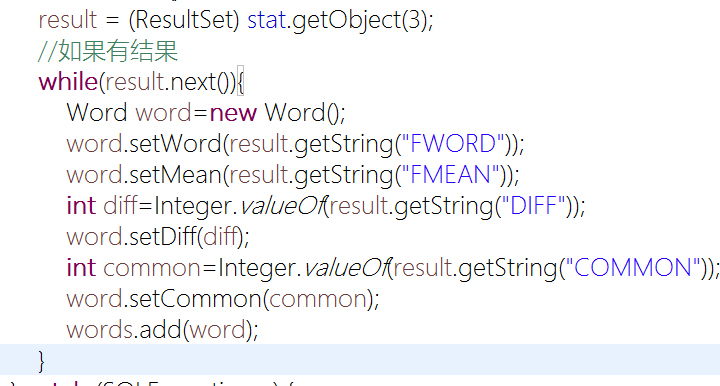 result = (ResultSet) stat.getObject(3);
//如果有结果
while(result.next()){
Word word=new Word();
word.setWord(result.getString("FWORD"));
word.setMean(result.getString("FMEAN"));
int diff=Integer.valueOf(result.getString("DIFF"));
word.setDiff(diff);
int common=Integer.valueOf(result.getString("COMMON"));
word.setCommon(common);
words.add(word);
}